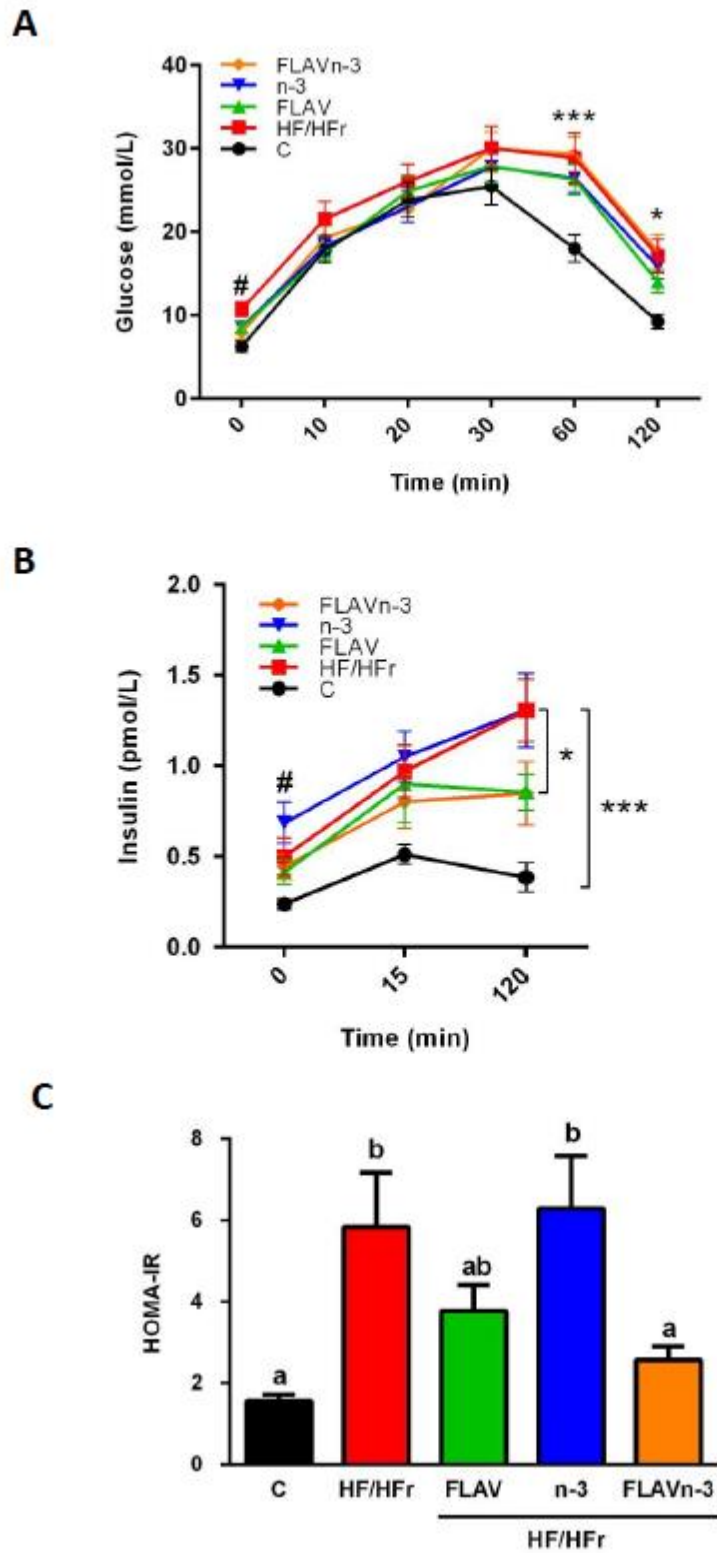 A
FLAVn-3
n-3
FLAV
HF/HFr
C
40
30
20
10
0
Glucose (mmol/L)
#
***
*
0 10 20 30 60 120
Time (min)
B
FLAVn-3
n-3
FLAV
HF/HFr
C
2.0
1.5
1.0
0.5
0.0
Insulin (pmol/L)
#
*
***
0 15 120
Time (min)
C
8
6
4
2
0
HOMA-IR
a b ab b a
C HF/HFr FLAV n-3 FLAVn-3
HF/HFr